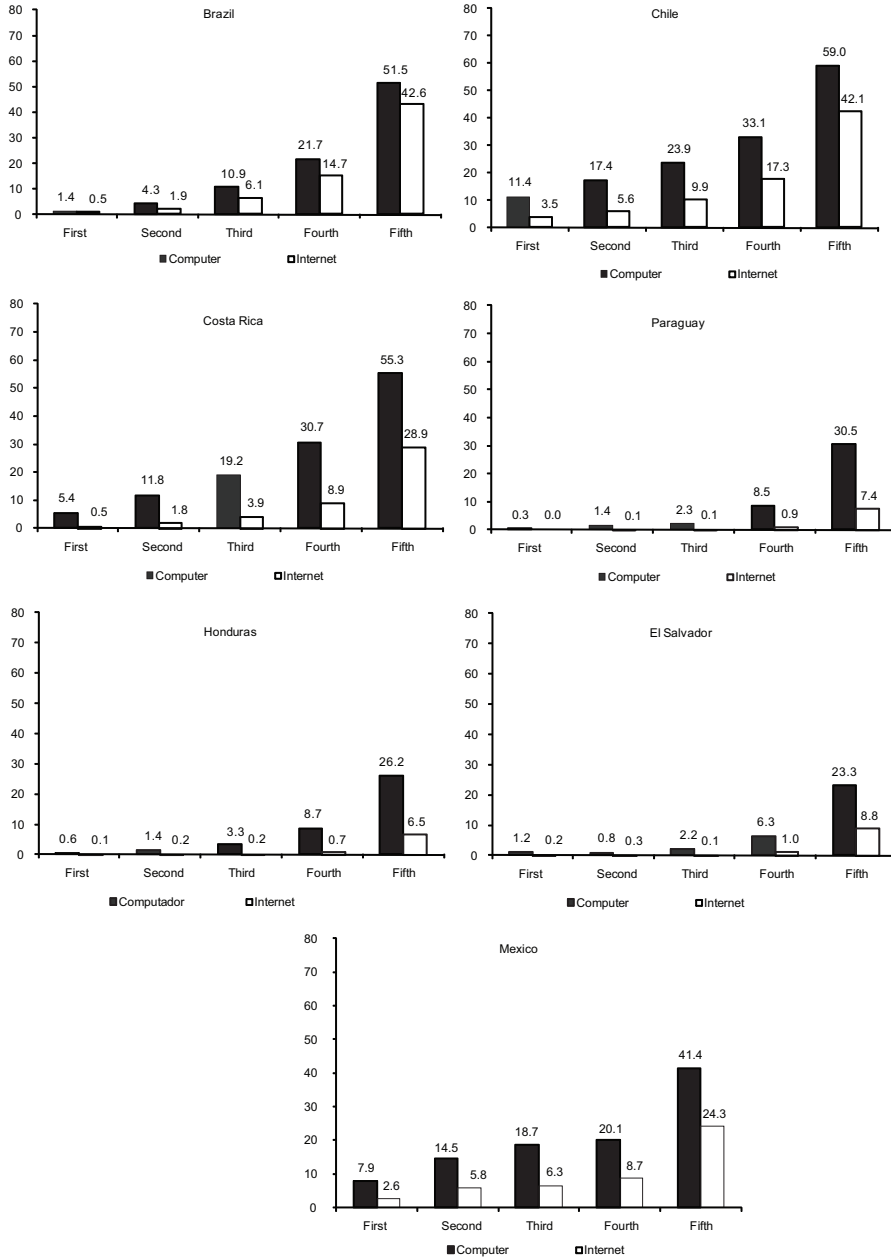 Brazil
80
70
60
50
40
30
20
10
0
1.4 0.5 4.3 1.9 10.9 6.1 21.7 14.7 51.5 42.6
First Second Third Fourth Fifth
Computer Internet
Chile
80
70
60
50
40
30
20
10
0
11.4 3.5 17.4 5.6 23.9 9.9 33.1 17.3 59.0 42.1
First Second Third Fourth Fifth
Computer Internet
Costa Rica
80
70
60
50
40
30
20
10
0
5.4 0.5 11.8 1.8 19.2 3.9 30.7 8.9 55.3 28.9
First Second Third Fourth Fifth
Computer Internet
Paraguay
80
70
60
50
40
30
20
10
0
0.3 0.0 1.4 0.1 2.3 0.1 8.5 0.9 30.5 7.4
First Second Third Fourth Fifth
Computer Internet
Honduras
80
70
60
50
40
30
20
10
0
0.6 0.1 1.4 0.2 3.3 0.2 8.7 0.7 26.2 6.5
First Second Third Fourth Fifth
Computador Internet
El Salvador
80
70
60
50
40
30
20
10
0
1.2 0.2 0.8 0.3 2.2 0.1 6.3 1.0 23.3 8.8
First Second Third Fourth Fifth
Computer Internet
Mexico
80
70
60
50
40
30
20
10
0
7.9 2.6 14.5 5.8 18.7 6.3 20.1 8.7 41.4 24.3
First Second Third Fourth Fifth
Computer Internet